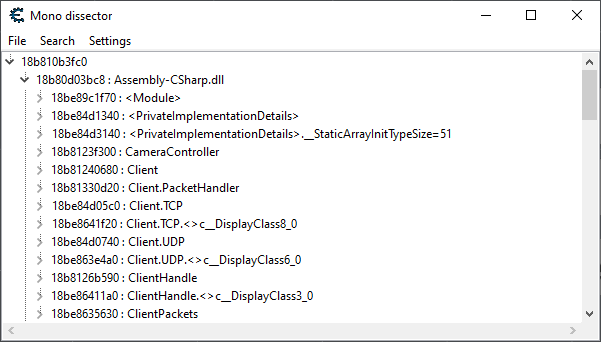 Mono dissector
File Search Settings
18b810b3fc0
18b80d03bc8 : Assembly-CSharp.dll
18be89c1f70 : <Module>
18be84d1340 : <PrivateImplementationDetails>
18be84d3140 : <PrivateImplementationDetails>.__StaticArrayInitTypeSize=51
18b8123f300 : CameraController
18b81240680 : Client
18b81330d20 : Client.PacketHandler
18be84d05c0 : Client.TCP
18be8641f20 : Client.TCP.<>c__DisplayClass8_0
18be84d0740 : Client.UDP
18be863e4a0 : Client.UDP.<>c__DisplayClass6_0
18b8126b590 : ClientHandle
18be86411a0 : ClientHandle.<>c__DisplayClass3_0
18be8635630 : ClientPackets